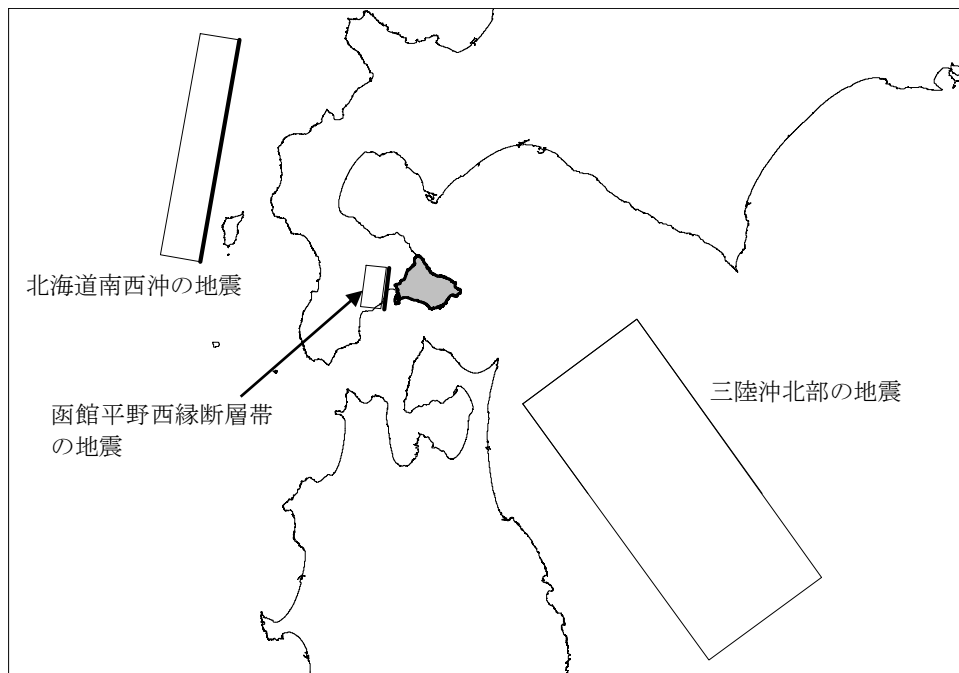 北海道南西沖の地震
三陸沖北部の地震
函館平野西縁断層帯
の地震